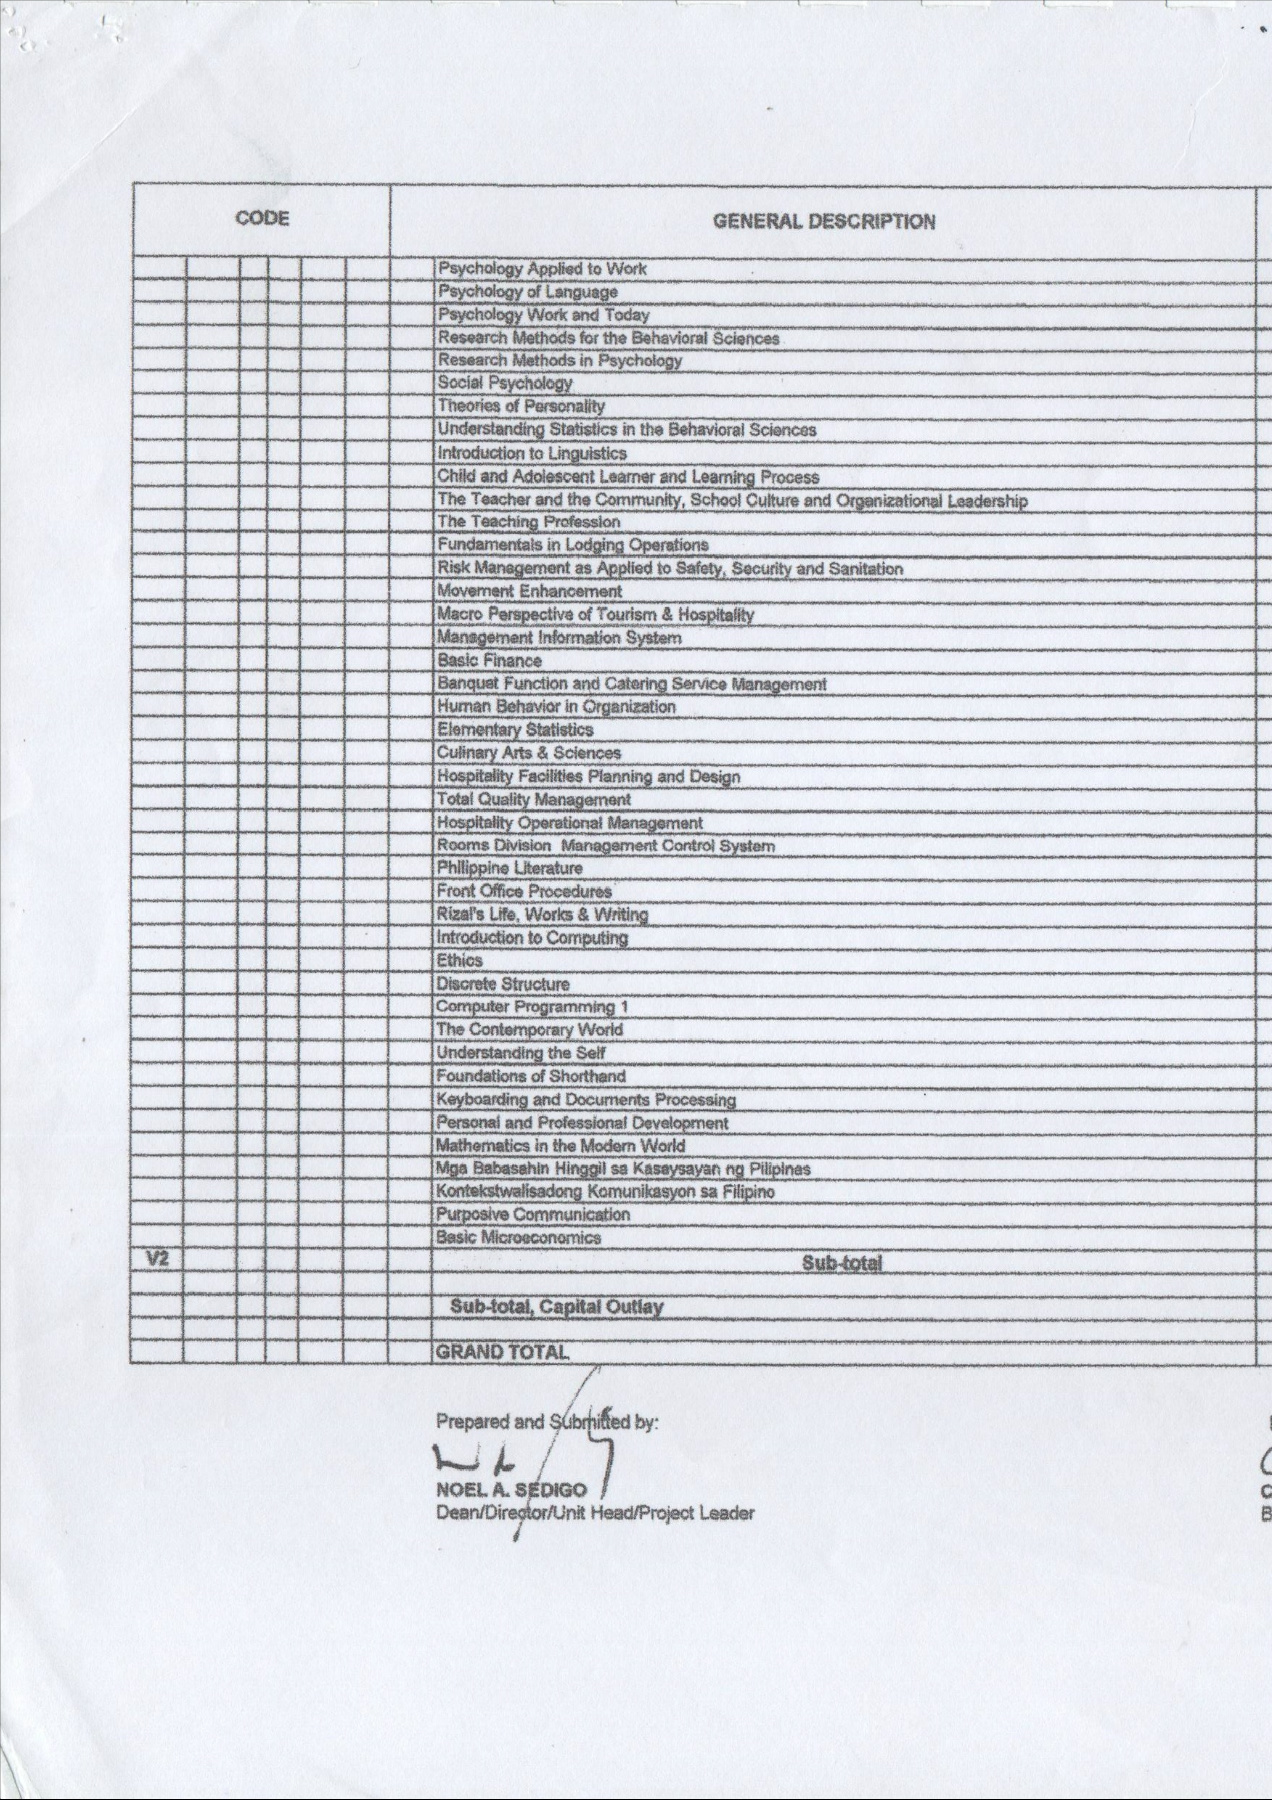 CODE GENERAL DESCRIPTION
Psychology Applied to Work
Psychology of Language
Psychology Work and Today
Research Methods for the Behavioral Sciences
Research Methods in Psychology
Social Psychology
Theories of Personality
Understanding Statistics in the Behavioral Sciences
Introduction to Linguistics
Child and Adolescent Learner and Learning Process
The Teacher and the Community, School Culture and Organizational Leadership
The Teaching Profession
Fundamentals in Lodging Operations
Risk Management as Applied to Safety, Security and Sanitation
Movement Enhancement
Macro Perspective of Tourism & Hospitality
Management Information System
Basic Finance
Banquet Function and Catering Service Management
Human Behavior in Organization
Elementary Statistics
Culinary Arts & Sciences
Hospitality Facilities Planning and Design
Total Quality Management
Hospitality Operational Management
Rooms Division Management Control System
Philippine Literature
Front Office Procedures
Rizal's Life, Works & Writing
Introduction to Computing
Ethics
Discrete Structure
Computer Programming 1
The Contemporary World
Understanding the Self
Foundations of Shorthand
Keyboarding and Documents Processing
Personal and Professional Development
Mathematics in the Modern World
Mga Babasahin Hinggil sa Kasaysayan ng Pilipinas
Kontekstwalisadong Komunikasyon sa Filipino
Purposive Communication
Basic Microeconomics
V2 Sub-total
Sub-total, Capital Outlay
GRAND TOTAL
Prepared and Submitted by:
NOEL A. SEDIGO
Dean/Director/Unit Head/Project Leader